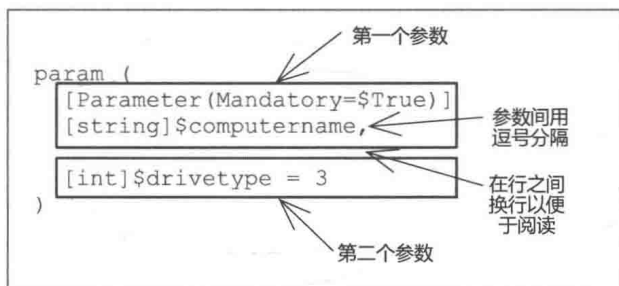 第一个参数
param (
[Parameter(Mandatory=$True)]
[string]$computername,
参数间用
逗号分隔
[int]$drivetype = 3
在行之间
换行以便
于阅读
)
第二个参数